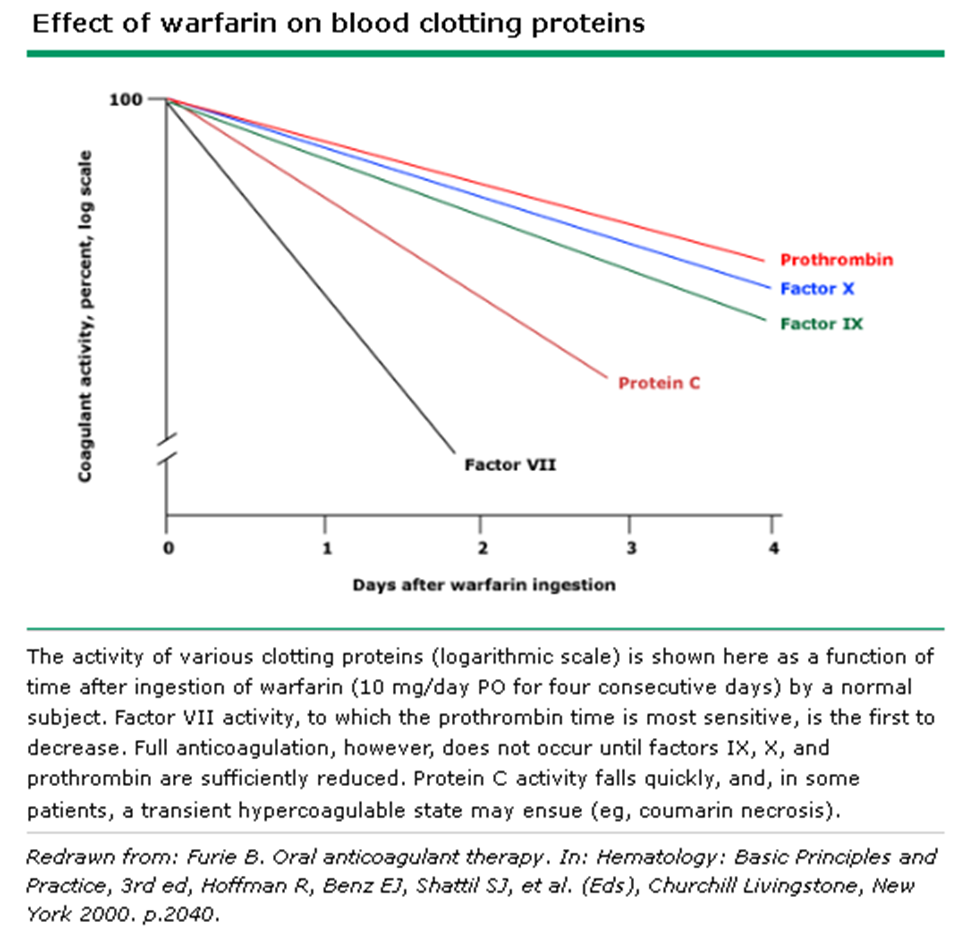 Effect of warfarin on blood clotting proteins
100
Coagulant activity, percent, log scale
Prothrombin
Factor X
Factor IX
Protein C
Factor VII
0 1 2 3 4
Days after warfarin ingestion
The activity of various clotting proteins (logarithmic scale) is shown here as a function of
time after ingestion of warfarin (10 mg/day PO for four consecutive days) by a normal
subject. Factor VII activity, to which the prothrombin time is most sensitive, is the first to
decrease. Full anticoagulation, however, does not occur until factors IX, X, and
prothrombin are sufficiently reduced. Protein C activity falls quickly, and, in some
patients, a transient hypercoagulable state may ensue (eg, coumarin necrosis).
Redrawn from: Furie B. Oral anticoagulant therapy. In: Hematology: Basic Principles and
Practice, 3rd ed, Hoffman R, Benz EJ, Shattil SJ, et al. (Eds), Churchill Livingstone, New
York 2000. p.2040.